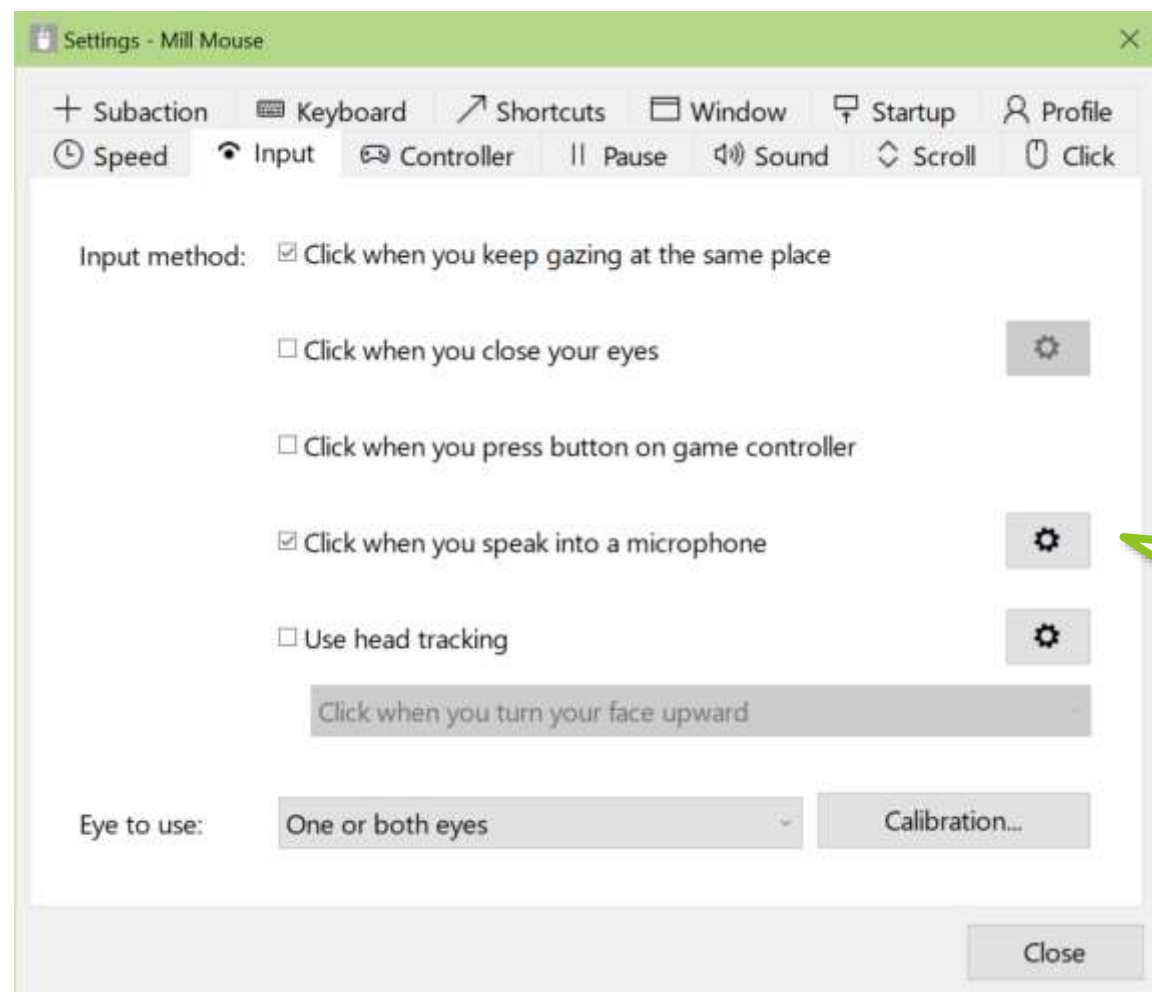 Settings - Mill Mouse
Subaction Keyboard Shortcuts Window Startup Profile
Speed Input Controller Pause Sound Scroll Click
Input method: Click when you keep gazing at the same place
Click when you close your eyes
Click when you press button on game controller
Click when you speak into a microphone
Use head tracking
Click when you turn your face upward
Eye to use: One or both eyes Calibration...
Close